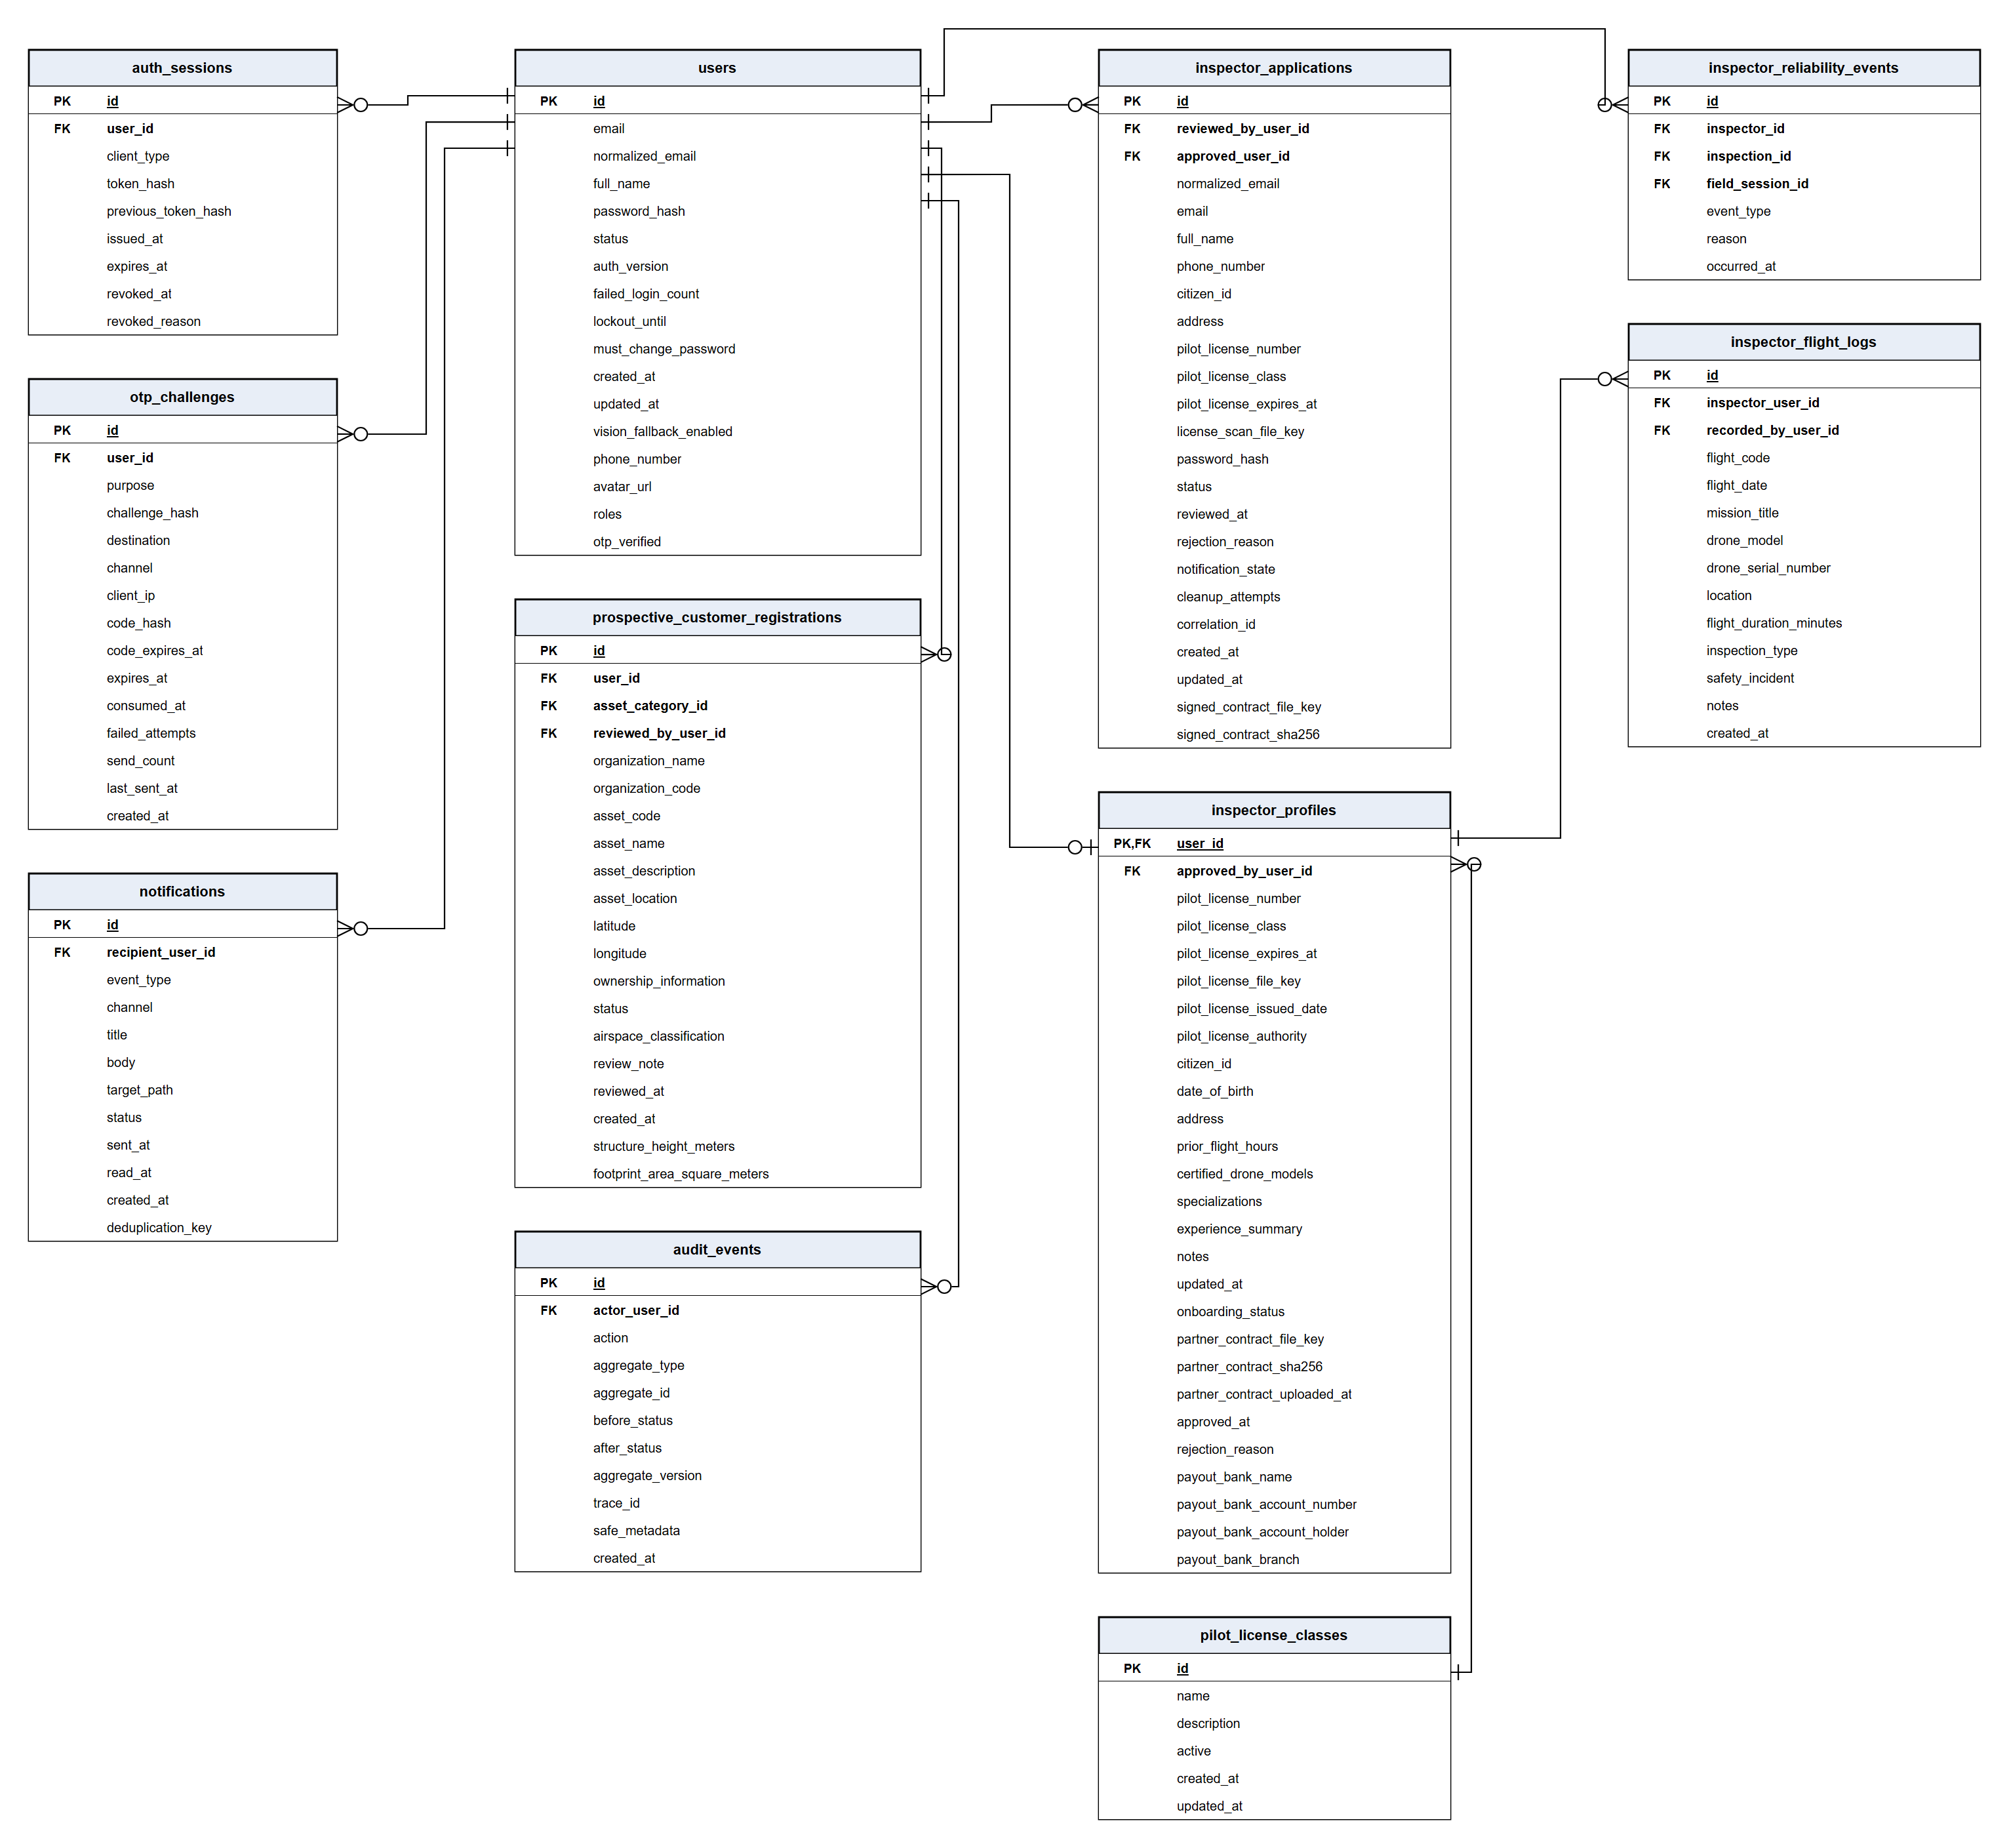 auth_sessions
PK id
FK user_id
client_type
token_hash
previous_token_hash
issued_at
expires_at
revoked_at
revoked_reason
otp_challenges
PK id
FK user_id
purpose
challenge_hash
destination
channel
client_ip
code_hash
code_expires_at
expires_at
consumed_at
failed_attempts
send_count
last_sent_at
created_at
notifications
PK id
FK recipient_user_id
event_type
channel
title
body
target_path
status
sent_at
read_at
created_at
deduplication_key
users
PK id
email
normalized_email
full_name
password_hash
status
auth_version
failed_login_count
lockout_until
must_change_password
created_at
updated_at
vision_fallback_enabled
phone_number
avatar_url
roles
otp_verified
prospective_customer_registrations
PK id
FK user_id
FK asset_category_id
FK reviewed_by_user_id
organization_name
organization_code
asset_code
asset_name
asset_description
asset_location
latitude
longitude
ownership_information
status
airspace_classification
review_note
reviewed_at
created_at
structure_height_meters
footprint_area_square_meters
audit_events
PK id
FK actor_user_id
action
aggregate_type
aggregate_id
before_status
after_status
aggregate_version
trace_id
safe_metadata
created_at
inspector_applications
PK id
FK reviewed_by_user_id
FK approved_user_id
normalized_email
email
full_name
phone_number
citizen_id
address
pilot_license_number
pilot_license_class
pilot_license_expires_at
license_scan_file_key
password_hash
status
reviewed_at
rejection_reason
notification_state
cleanup_attempts
correlation_id
created_at
updated_at
signed_contract_file_key
signed_contract_sha256
inspector_profiles
PK,FK user_id
FK approved_by_user_id
pilot_license_number
pilot_license_class
pilot_license_expires_at
pilot_license_file_key
pilot_license_issued_date
pilot_license_authority
citizen_id
date_of_birth
address
prior_flight_hours
certified_drone_models
specializations
experience_summary
notes
updated_at
onboarding_status
partner_contract_file_key
partner_contract_sha256
partner_contract_uploaded_at
approved_at
rejection_reason
payout_bank_name
payout_bank_account_number
payout_bank_account_holder
payout_bank_branch
pilot_license_classes
PK id
name
description
active
created_at
updated_at
inspector_reliability_events
PK id
FK inspector_id
FK inspection_id
FK field_session_id
event_type
reason
occurred_at
inspector_flight_logs
PK id
FK inspector_user_id
FK recorded_by_user_id
flight_code
flight_date
mission_title
drone_model
drone_serial_number
location
flight_duration_minutes
inspection_type
safety_incident
notes
created_at